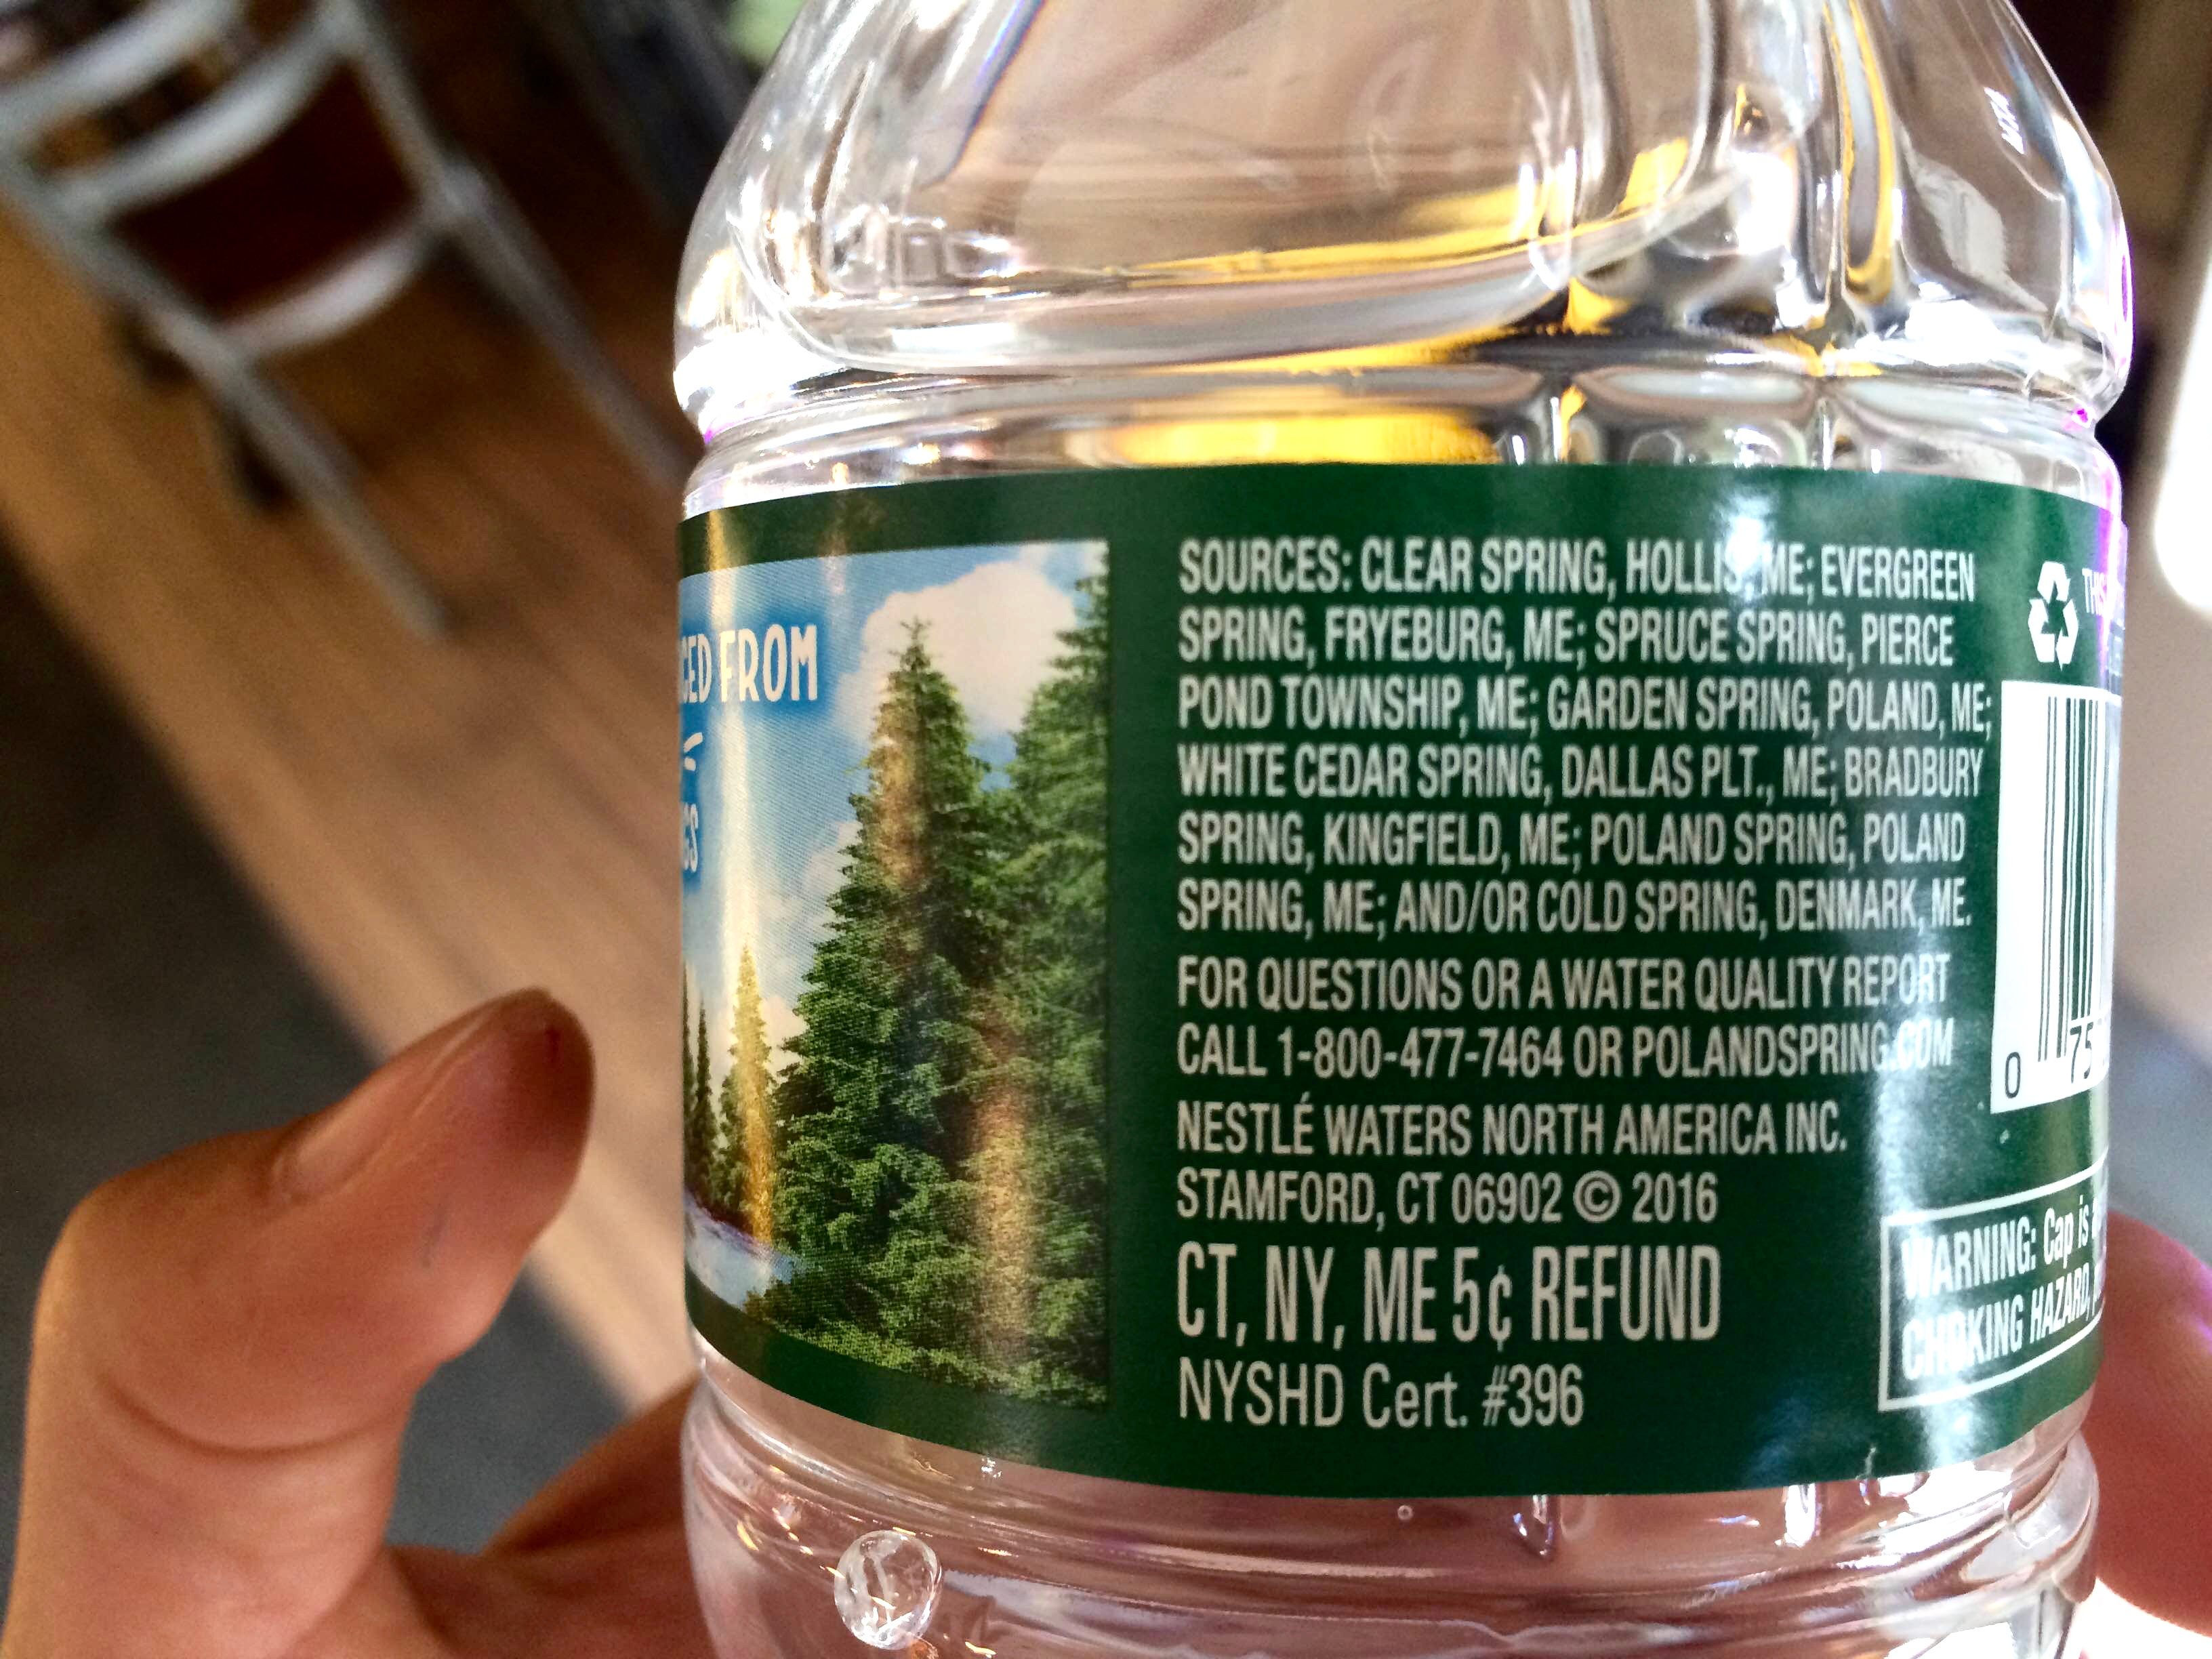 CED FROM
GS
SOURCES: CLEAR SPRING, HOLLIS, ME; EVERGREEN
SPRING, FRYEBURG, ME; SPRUCE SPRING, PIERCE
POND TOWNSHIP, ME; GARDEN SPRING, POLAND, ME;
WHITE CEDAR SPRING, DALLAS PLT., ME; BRADBURY
SPRING, KINGFIELD, ME; POLAND SPRING, POLAND
SPRING, ME; AND/OR COLD SPRING, DENMARK, ME.
FOR QUESTIONS OR A WATER QUALITY REPORT
CALL 1-800-477-7464 OR POLANDSPRING.COM
NESTLÉ WATERS NORTH AMERICA INC.
STAMFORD, CT 06902 © 2016
CT, NY, ME 5¢ REFUND
NYSHD Cert. #396
0 75
WARNING: Cap is
CHOKING HAZARD,